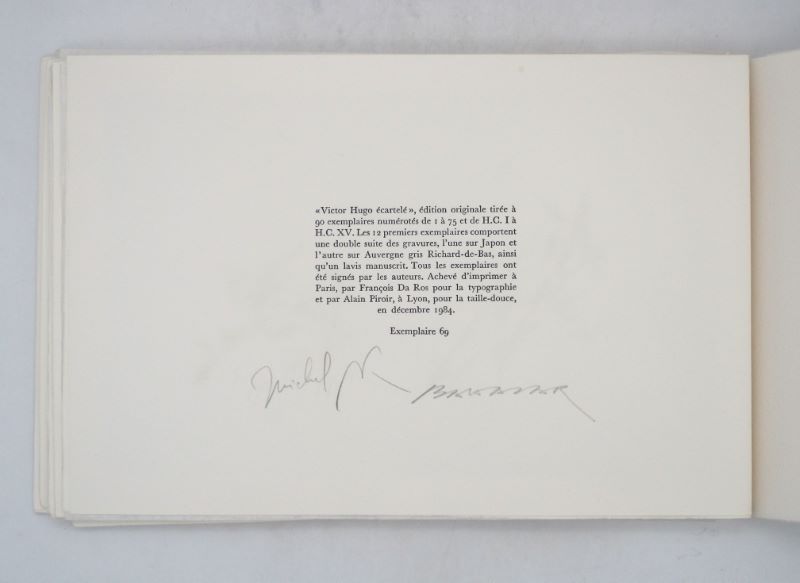 «Victor Hugo écartelé», édition originale tirée à
90 exemplaires numérotés de 1 à 75 et de H.C. I à
H.C. XV. Les 12 premiers exemplaires comportent
une double suite des gravures, l'une sur Japon et
l'autre sur Auvergne gris Richard-de-Bas, ainsi
qu'un lavis manuscrit. Tous les exemplaires ont
été signés par les auteurs. Achevé d'imprimer à
Paris, par François Da Ros pour la typographie
et par Alain Piroir, à Lyon, pour la taille-douce,
en décembre 1984.
Exemplaire 69
Michel